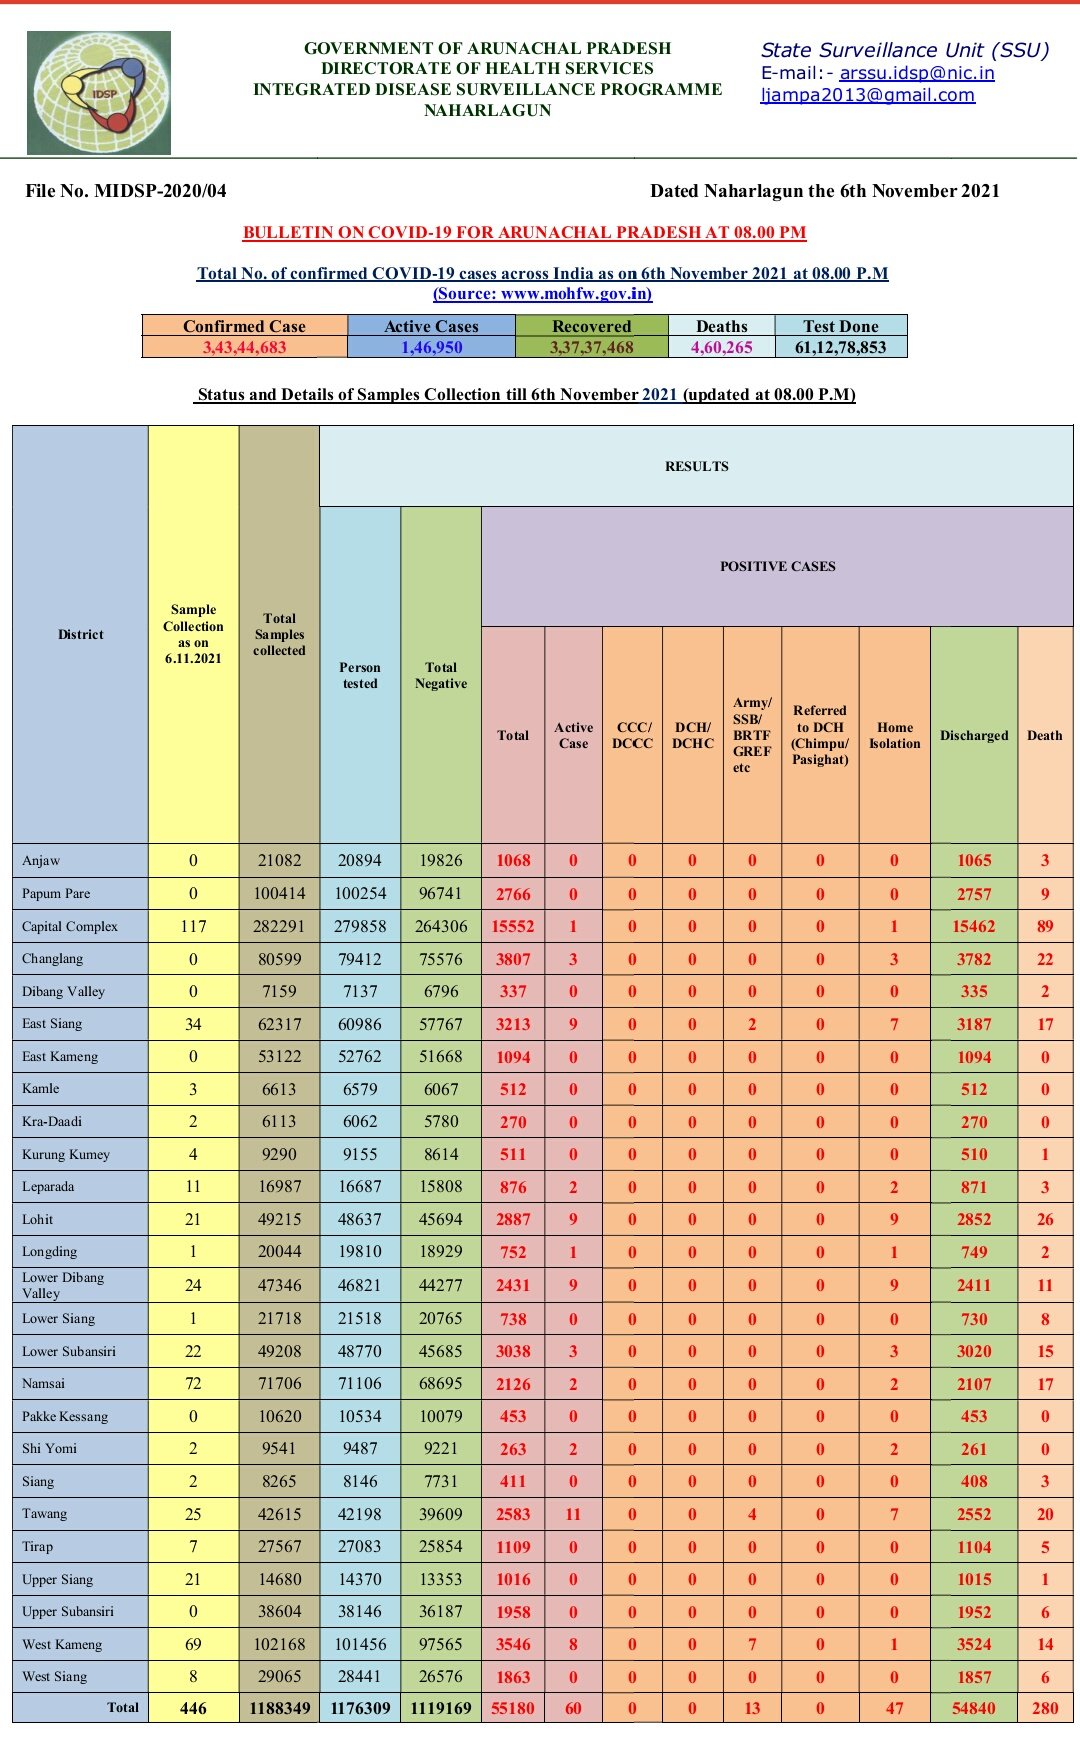 IDSP
GOVERNMENT OF ARUNACHAL PRADESH
DIRECTORATE OF HEALTH SERVICES
INTEGRATED DISEASE SURVEILLANCE PROGRAMME
NAHARLAGUN
State Surveillance Unit (SSU)
E-mail:- arssu.idsp@nic.in
ljampa2013@gmail.com
File No. MIDSP-2020/04 Dated Naharlagun the 6th November 2021
BULLETIN ON COVID-19 FOR ARUNACHAL PRADESH AT 08.00 PM
Total No. of confirmed COVID-19 cases across India as on 6th November 2021 at 08.00 P.M
(Source: www.mohfw.gov.in)
Confirmed Case Active Cases Recovered Deaths Test Done
3,43,44,683 1,46,950 3,37,37,468 4,60,265 61,12,78,853
Status and Details of Samples Collection till 6th November 2021 (updated at 08.00 P.M)
District
Sample
Collection
as on
6.11.2021
Total
Samples
collected
RESULTS
Person
tested
Total
Negative
POSITIVE CASES
Total
Active
Case
CCC/
DCCC
DCH/
DCHC
Army/
SSB/
BRTF
GREF
etc
Referred
to DCH
(Chimpu/
Pasighat)
Home
Isolation
Discharged
Death
Anjaw 0 21082 20894 19826 1068 0 0 0 0 0 0 1065 3
Papum Pare 0 100414 100254 96741 2766 0 0 0 0 0 0 2757 9
Capital Complex 117 282291 279858 264306 15552 1 0 0 0 0 1 15462 89
Changlang 0 80599 79412 75576 3807 3 0 0 0 0 3 3782 22
Dibang Valley 0 7159 7137 6796 337 0 0 0 0 0 0 335 2
East Siang 34 62317 60986 57767 3213 9 0 0 2 0 7 3187 17
East Kameng 0 53122 52762 51668 1094 0 0 0 0 0 0 1094 0
Kamle 3 6613 6579 6067 512 0 0 0 0 0 0 512 0
Kra-Daadi 2 6113 6062 5780 270 0 0 0 0 0 0 270 0
Kurung Kumey 4 9290 9155 8614 511 0 0 0 0 0 0 510 1
Leparada 11 16987 16687 15808 876 2 0 0 0 0 2 871 3
Lohit 21 49215 48637 45694 2887 9 0 0 0 0 9 2852 26
Longding 1 20044 19810 18929 752 1 0 0 0 0 1 749 2
Lower Dibang
Valley 24 47346 46821 44277 2431 9 0 0 0 0 9 2411 11
Lower Siang 1 21718 21518 20765 738 0 0 0 0 0 0 730 8
Lower Subansiri 22 49208 48770 45685 3038 3 0 0 0 0 3 3020 15
Namsai 72 71706 71106 68695 2126 2 0 0 0 0 2 2107 17
Pakke Kessang 0 10620 10534 10079 453 0 0 0 0 0 0 453 0
Shi Yomi 2 9541 9487 9221 263 2 0 0 0 0 2 261 0
Siang 2 8265 8146 7731 411 0 0 0 0 0 0 408 3
Tawang 25 42615 42198 39609 2583 11 0 0 4 0 7 2552 20
Tirap 7 27567 27083 25854 1109 0 0 0 0 0 0 1104 5
Upper Siang 21 14680 14370 13353 1016 0 0 0 0 0 0 1015 1
Upper Subansiri 0 38604 38146 36187 1958 0 0 0 0 0 0 1952 6
West Kameng 69 102168 101456 97565 3546 8 0 0 7 0 1 3524 14
West Siang 8 29065 28441 26576 1863 0 0 0 0 0 0 1857 6
Total 446 1188349 1176309 1119169 55180 60 0 0 13 0 47 54840 280